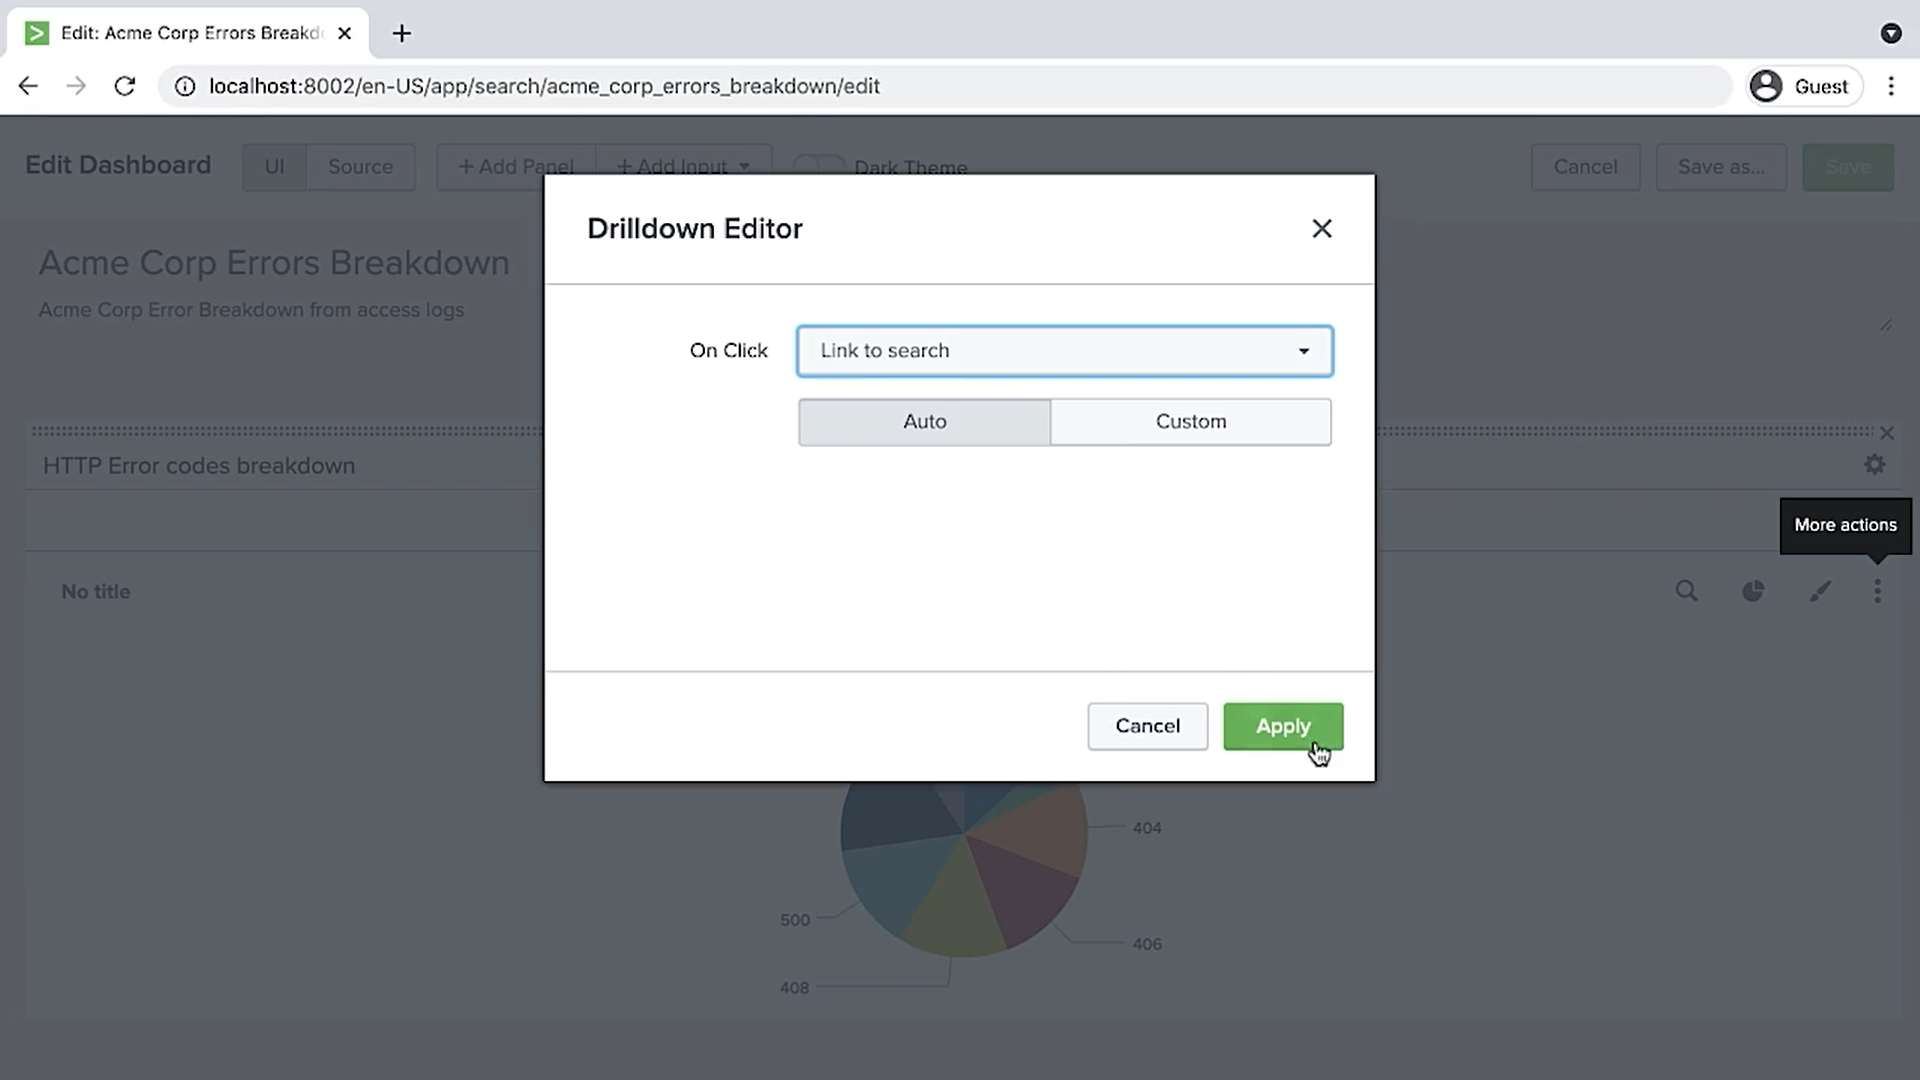 Edit: Acme Corp Errors Breakd
localhost:8002/en-US/app/search/acme_corp_errors_breakdown/edit
Guest
Edit Dashboard
UI
Source
+ Add Panel
+ Add Input
Dark Theme
Cancel
Save as...
Save
Acme Corp Errors Breakdown
Acme Corp Error Breakdown from access logs
Drilldown Editor
On Click
Link to search
Auto
Custom
HTTP Error codes breakdown
More actions
No title
Cancel
Apply
404
500
406
408